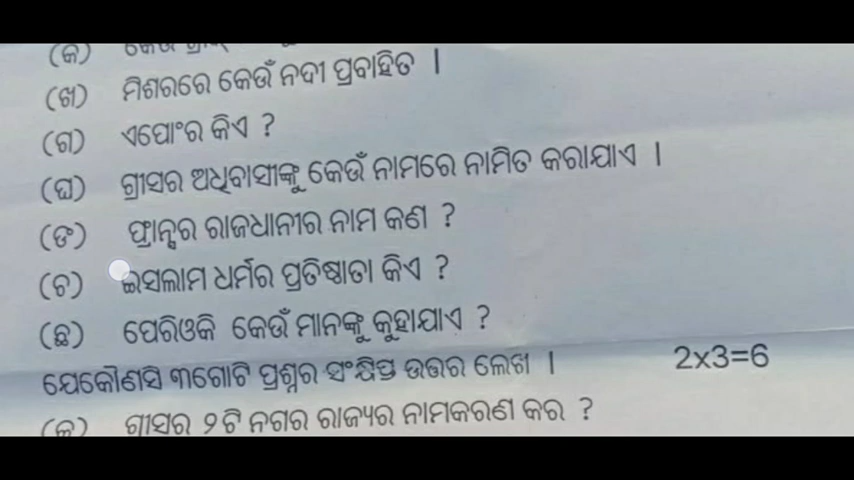 (କ) କେଉଁ
(ଖ) ମିଶରରେ କେଉଁ ନଦୀ ପ୍ରବାହିତ ।
(ଗ) ଏପୋଂର କିଏ ?
(ଘ) ଗ୍ରୀସର ଅଧିବାସୀଙ୍କୁ କେଉଁ ନାମରେ ନାମିତ କରାଯାଏ ।
(ଙ) ଫ୍ରାନ୍ସର ରାଜଧାନୀର ନାମ କଣ ?
(ଚ) ଇସଲାମ ଧର୍ମର ପ୍ରତିଷ୍ଠାତା କିଏ ?
(ଛ) ପେରିଓକି କେଉଁ ମାନଙ୍କୁ କୁହାଯାଏ ?
ଯେକୌଣସି ୩ଗୋଟି ପ୍ରଶ୍ନର ସଂକ୍ଷିପ୍ତ ଉତ୍ତର ଲେଖ । 2x3=6
(କ) ଗ୍ରୀସର ୨ଟି ନଗର ରାଜ୍ୟର ନାମକରଣ କର ?